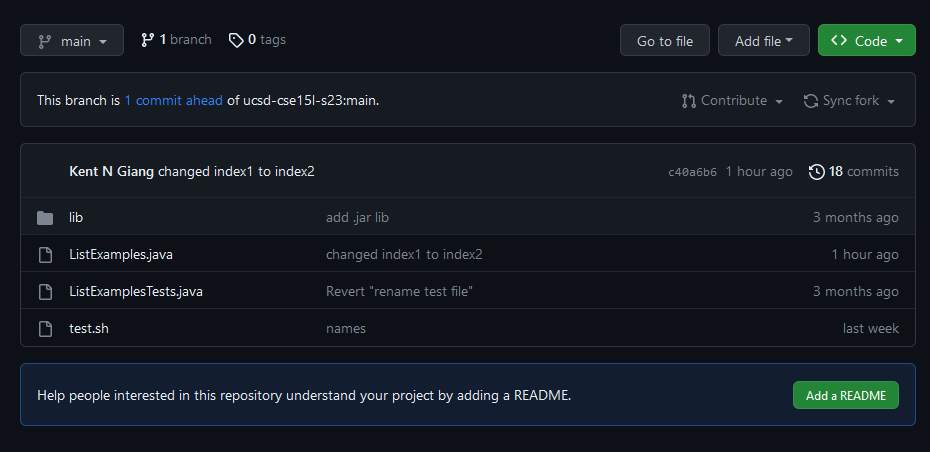 main 1 branch 0 tags Go to file Add file Code
This branch is 1 commit ahead of ucsd-cse15l-s23:main. Contribute Sync fork
Kent N Giang changed index1 to index2 c40a6b6 1 hour ago 18 commits
lib add .jar lib 3 months ago
ListExamples.java changed index1 to index2 1 hour ago
ListExamplesTests.java Revert "rename test file" 3 months ago
test.sh names last week
Help people interested in this repository understand your project by adding a README. Add a README